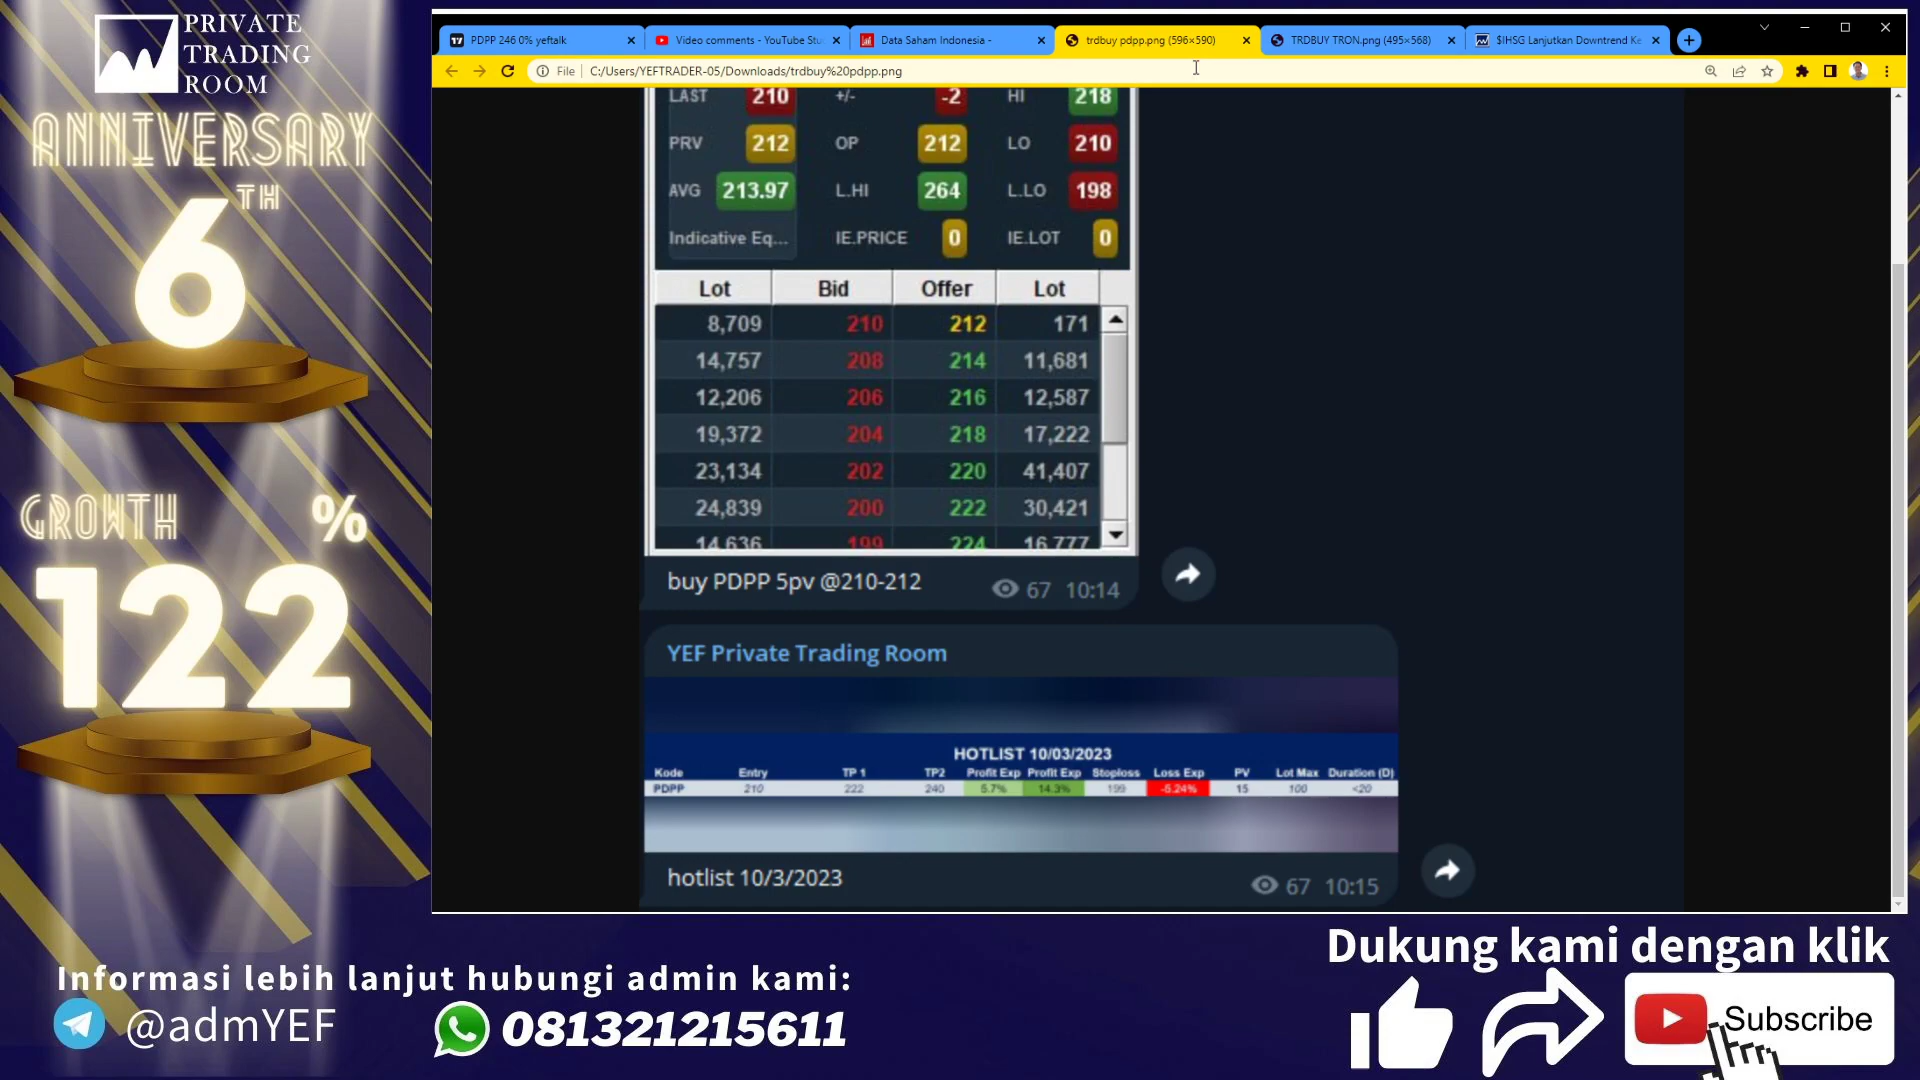 PRIVATE
TRADING
ROOM
ANNIVERSARY
6TH
GROWTH %
122
PDPP 246 0% yeftalk
Video comments - YouTube Stu
Data Saham Indonesia -
trdbuy pdpp.png (596×590)
TRDBUY TRON.png (495×568)
$IHSG Lanjutkan Downtrend Ke
File C:/Users/YEFTRADER-05/Downloads/trdbuy%20pdpp.png
LAST 210 +/- -2 HI 218
PRV 212 OP 212 LO 210
AVG 213.97 L.HI 264 L.LO 198
Indicative Eq... IE.PRICE 0 IE.LOT 0
Lot Bid Offer Lot
8,709 210 212 171
14,757 208 214 11,681
12,206 206 216 12,587
19,372 204 218 17,222
23,134 202 220 41,407
24,839 200 222 30,421
14,636 199 224 16,777
buy PDPP 5pv @210-212 67 10:14
YEF Private Trading Room
HOTLIST 10/03/2023
Kode Entry TP 1 TP2 Profit Exp Profit Exp Stoploss Loss Exp PV Lot Max Duration (D)
PDPP 210 222 240 5.7% 14.3% 199 -5.24% 15 100 <20
hotlist 10/3/2023 67 10:15
Informasi lebih lanjut hubungi admin kami:
@admYEF 081321215611
Dukung kami dengan klik
Subscribe